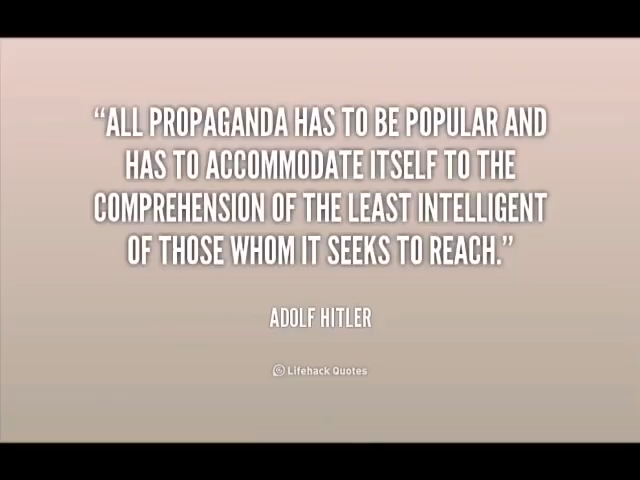 “ALL PROPAGANDA HAS TO BE POPULAR AND
HAS TO ACCOMMODATE ITSELF TO THE
COMPREHENSION OF THE LEAST INTELLIGENT
OF THOSE WHOM IT SEEKS TO REACH.”
ADOLF HITLER
Lifehack Quotes